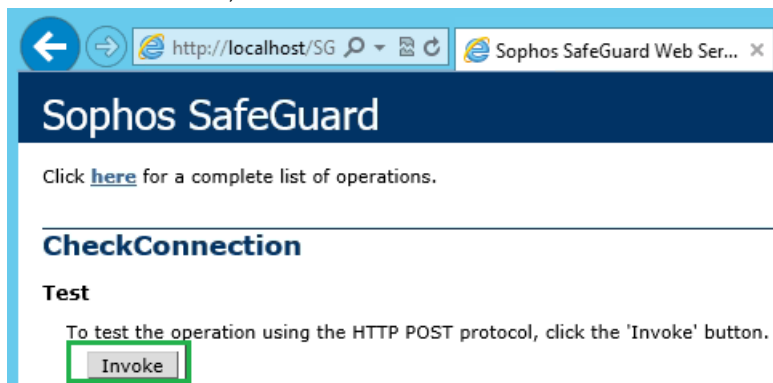 http://localhost/SG
Sophos SafeGuard Web Ser...
Sophos SafeGuard
Click here for a complete list of operations.
CheckConnection
Test
To test the operation using the HTTP POST protocol, click the 'Invoke' button.
Invoke